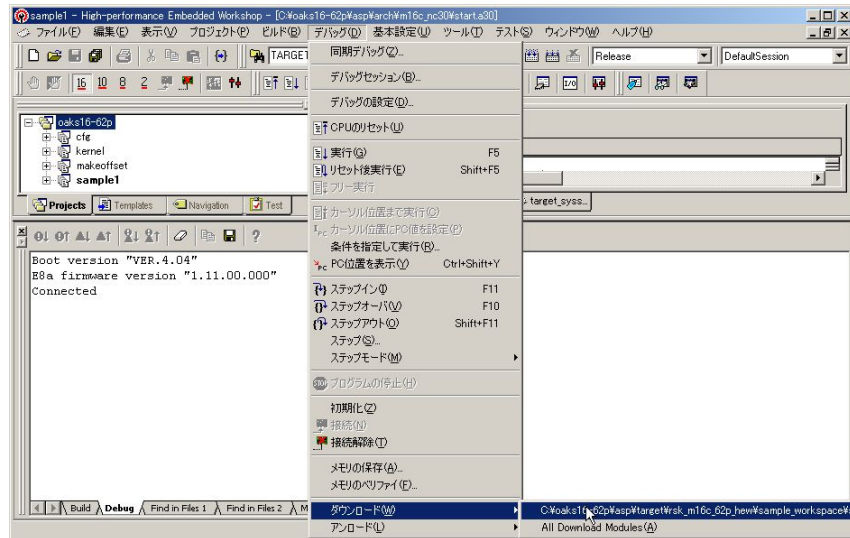 sample1 - High-performance Embedded Workshop - [C:¥oaks16-62p¥asp¥arch¥m16c_nc30¥start.a30]
ファイル(F) 編集(E) 表示(V) プロジェクト(P) ビルド(B) デバッグ(D) 基本設定(U) ツール(T) テスト(S) ウィンドウ(W) ヘルプ(H)
TARGET
Release
DefaultSession
16 10 8 2
oaks16-62p
cfg
kernel
makeoffset
sample1
Projects Templates Navigation Test
target_syss...
Boot version "VER.4.04"
E8a firmware version "1.11.00.000"
Connected
Build Debug Find in Files 1 Find in Files 2 M
同期デバッグ(Z)...
デバッグセッション(B)...
デバッグの設定(D)...
CPUのリセット(U)
実行(G) F5
リセット後実行(E) Shift+F5
フリー実行
カーソル位置まで実行(O)
カーソル位置にPC値を設定(P)
条件を指定して実行(R)...
PC位置を表示(Y) Ctrl+Shift+Y
ステップイン(I) F11
ステップオーバ(V) F10
ステップアウト(O) Shift+F11
ステップ(S)...
ステップモード(M)
プログラムの停止(H)
初期化(Z)
接続(N)
接続解除(T)
メモリの保存(A)...
メモリのベリファイ(F)...
ダウンロード(W)
アンロード(L)
C:¥oaks16-62p¥asp¥target¥rsk_m16c_62p_hew¥sample_workspace¥s
All Download Modules(A)